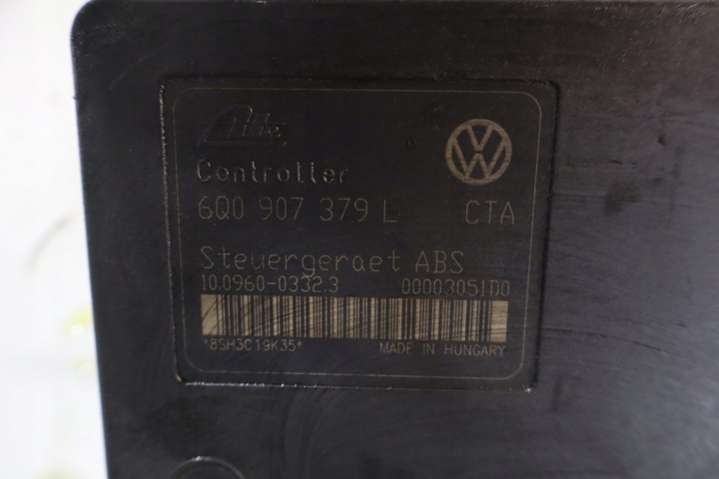 Ate
Controller
6Q0 907 379 L CTA
Steuergeraet ABS
10.0960-0332.3 00003051D0
*8SH3C19K35*
MADE IN HUNGARY